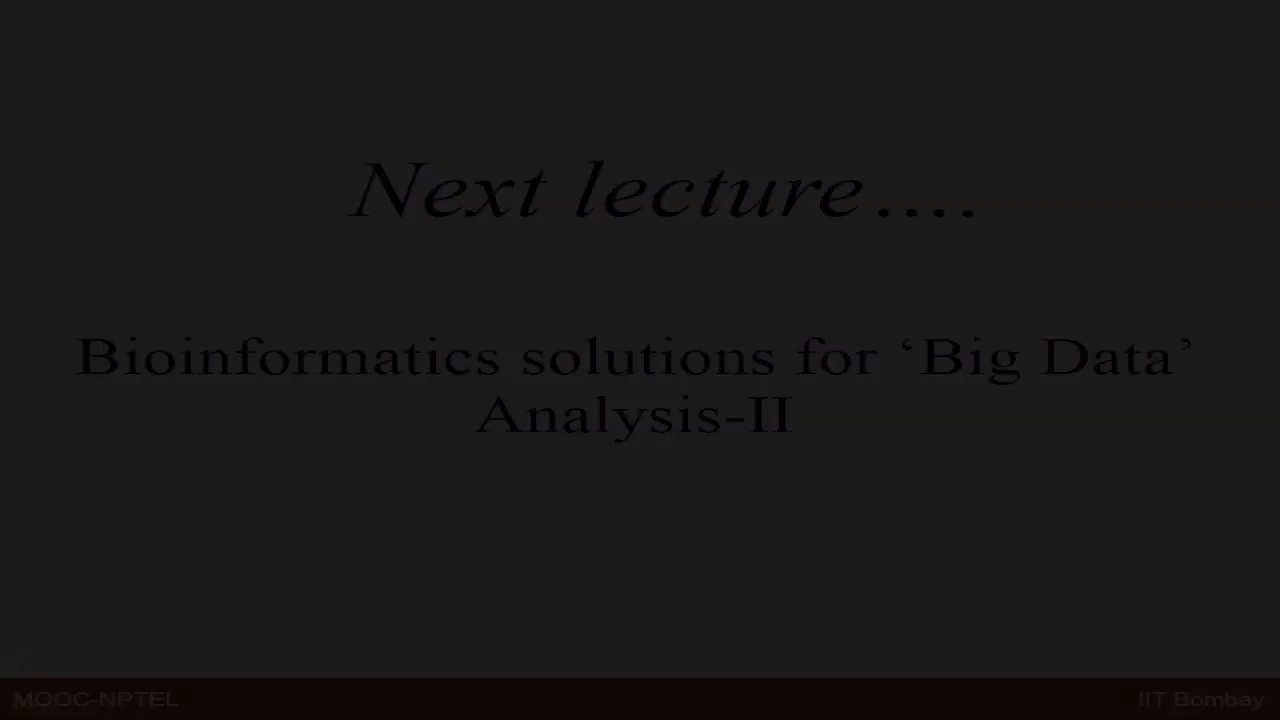 Next lecture....
Bioinformatics solutions for ‘Big Data’
Analysis-II
MOOC-NPTEL
IIT Bombay